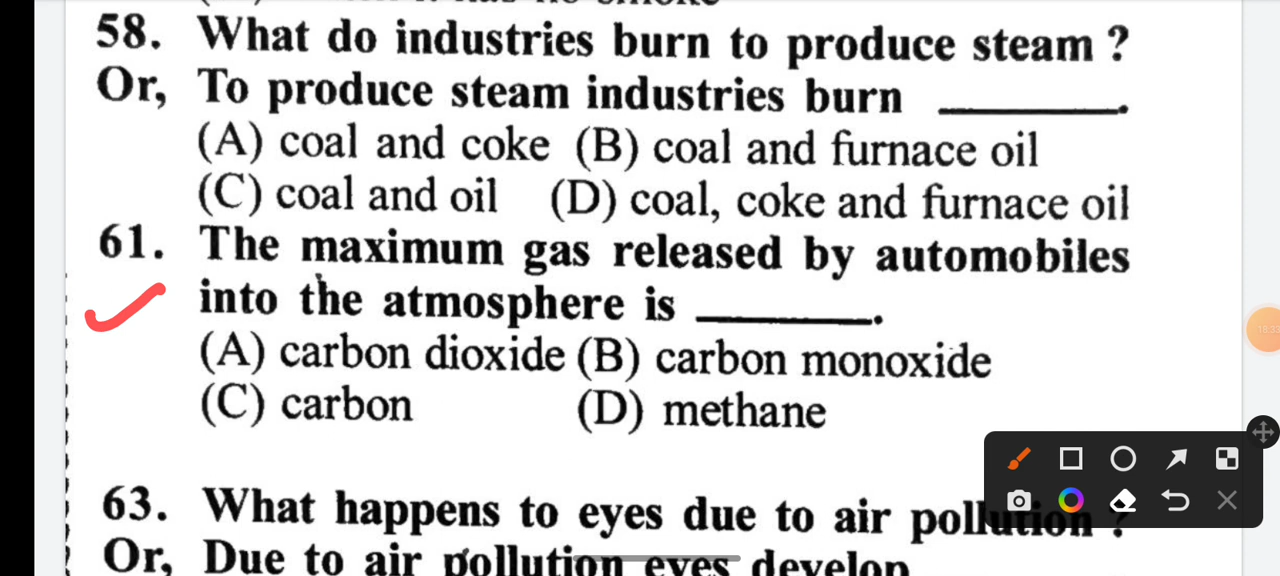 58. What do industries burn to produce steam ?
Or, To produce steam industries burn ________.
(A) coal and coke (B) coal and furnace oil
(C) coal and oil (D) coal, coke and furnace oil
61. The maximum gas released by automobiles
into the atmosphere is ________.
(A) carbon dioxide (B) carbon monoxide
(C) carbon (D) methane
63. What happens to eyes due to air pollution ?
Or, Due to air pollution eyes develop